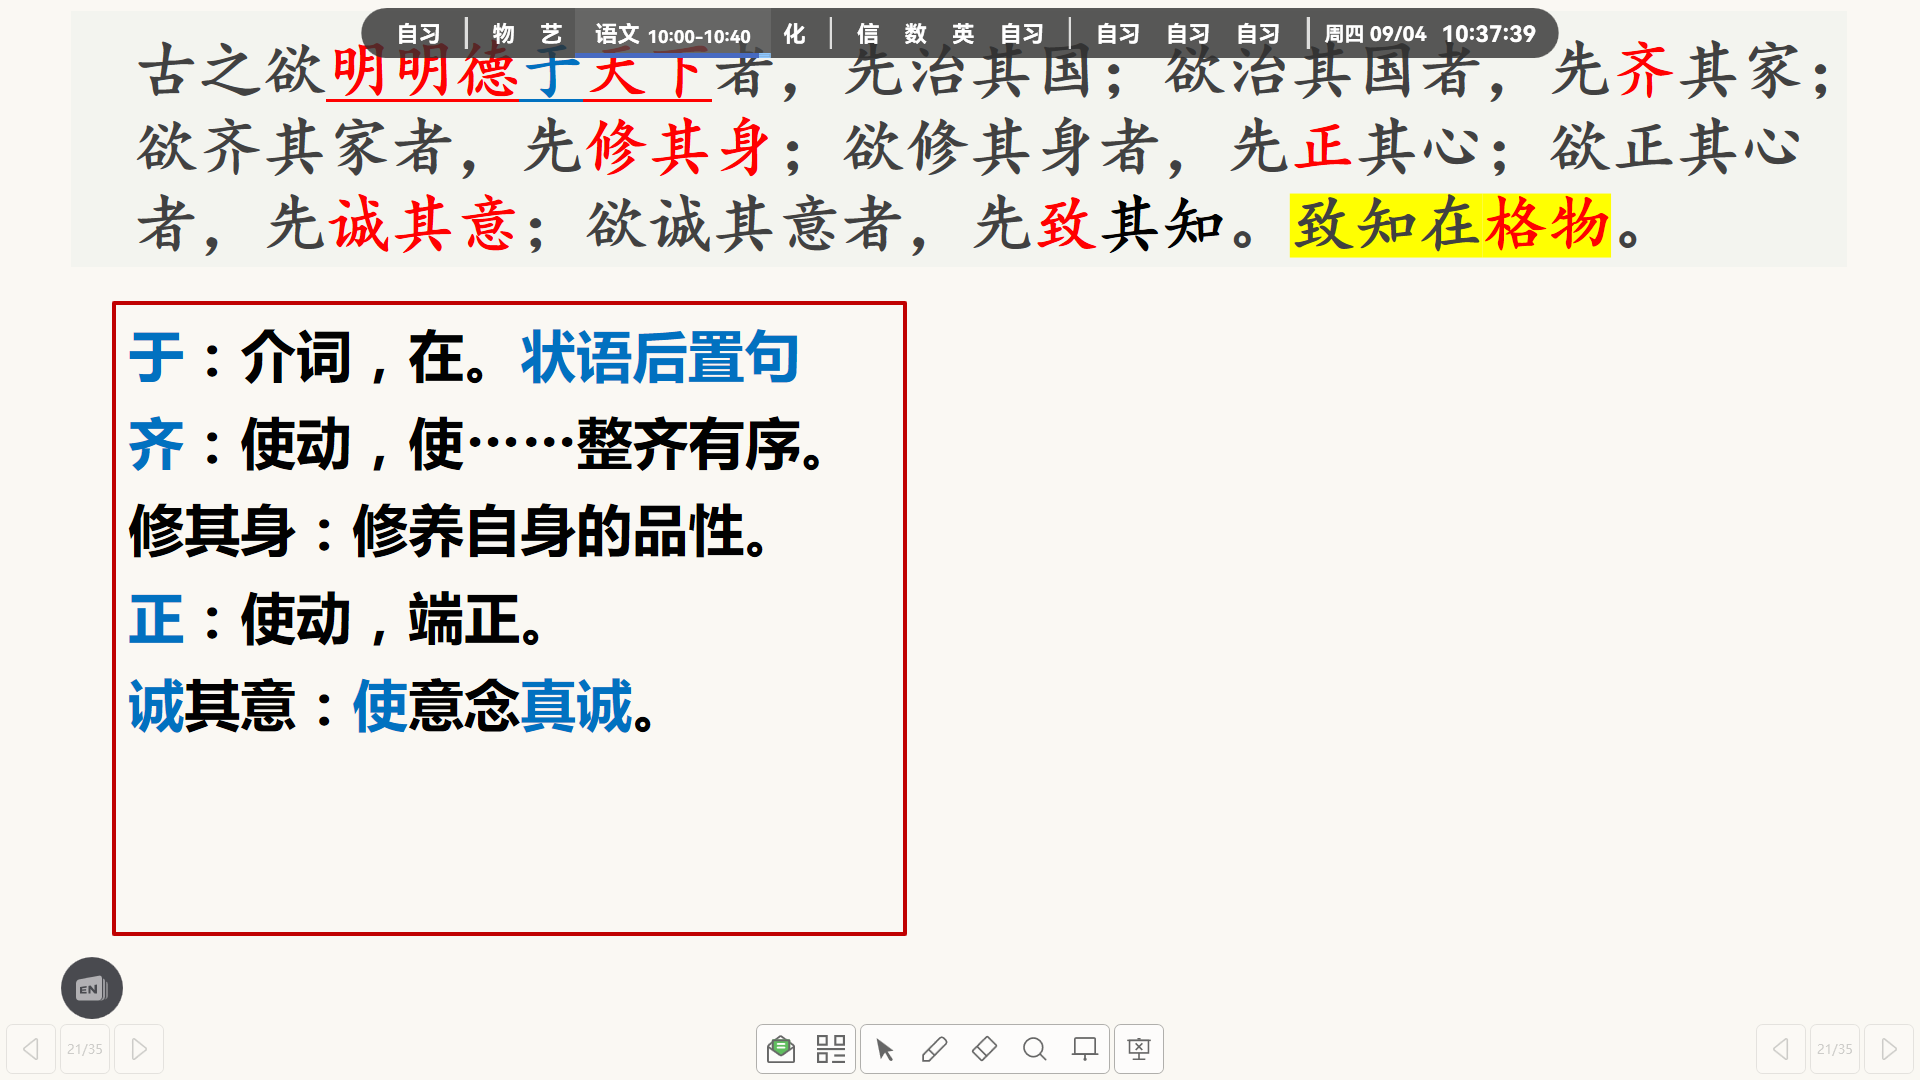 自习 | 物 艺 语文 10:00-10:40 化 | 信 数 英 自习 | 自习 自习 自习 | 周四 09/04 10:37:39
古之欲明明德于天下者，先治其国；欲治其国者，先齐其家；
欲齐其家者，先修其身；欲修其身者，先正其心；欲正其心
者，先诚其意；欲诚其意者，先致其知。致知在格物。
于：介词，在。状语后置句
齐：使动，使……整齐有序。
修其身：修养自身的品性。
正：使动，端正。
诚其意：使意念真诚。
EN
21/35
21/35